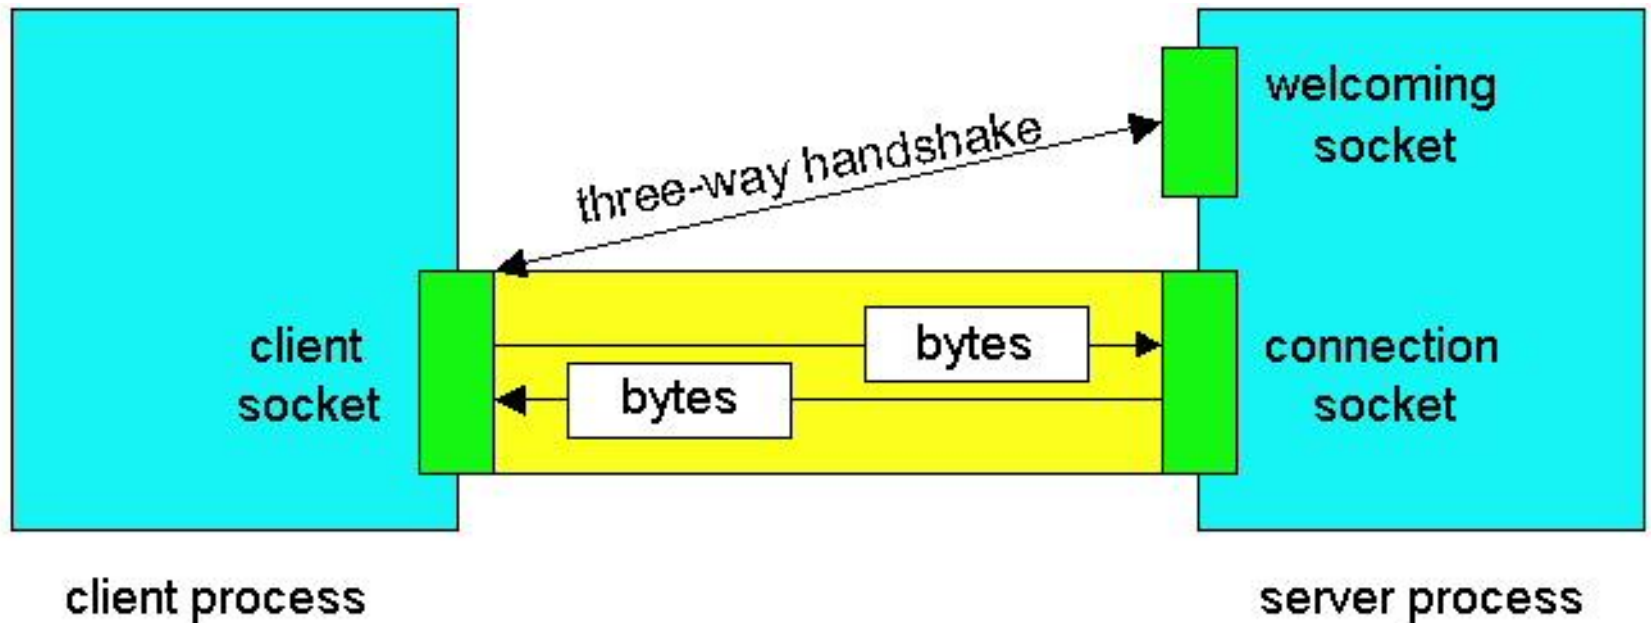 welcoming
socket
three-way handshake
client
socket
bytes
bytes
connection
socket
client process
server process